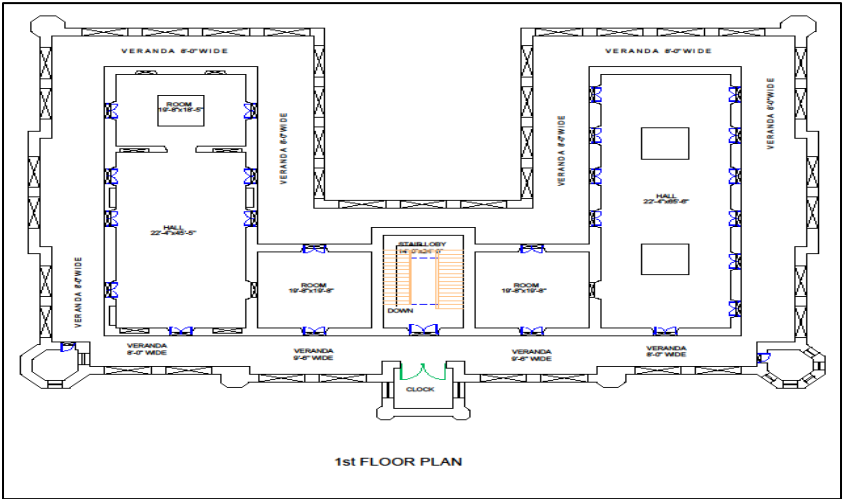 VERANDA 8'-0"WIDE
VERANDA 8'-0"WIDE
ROOM
19'-8"x18'-5"
VERANDA 8'-0"WIDE
VERANDA 8'-0"WIDE
VERANDA 8'-0"WIDE
HALL
22'-4"x65'-6"
HALL
22'-4"x45'-5"
STAIR LOBY
VERANDA 8'-0"WIDE
ROOM
19'-8"x19'-8"
ROOM
19'-8"x19'-8"
DOWN
VERANDA
8'-0" WIDE
VERANDA
9'-6" WIDE
VERANDA
9'-6" WIDE
VERANDA
8'-0" WIDE
CLOCK
1st FLOOR PLAN